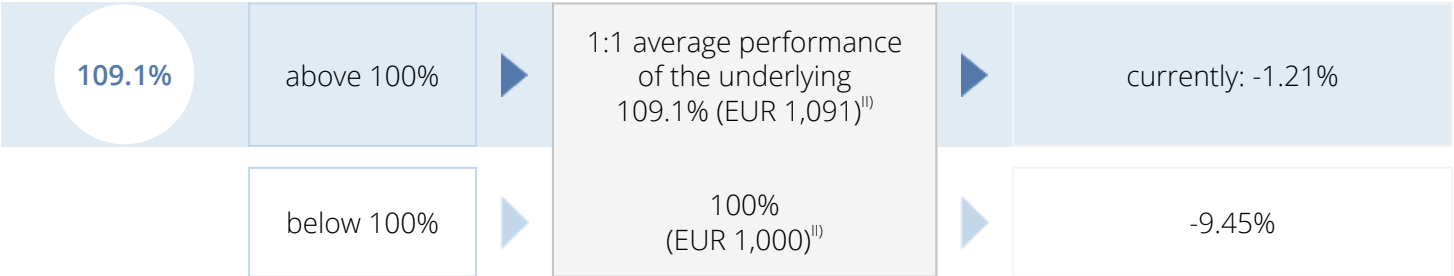 109.1%
above 100%
1:1 average performance
of the underlying
109.1% (EUR 1,091)II)
currently: -1.21%
below 100%
100%
(EUR 1,000)II)
-9.45%